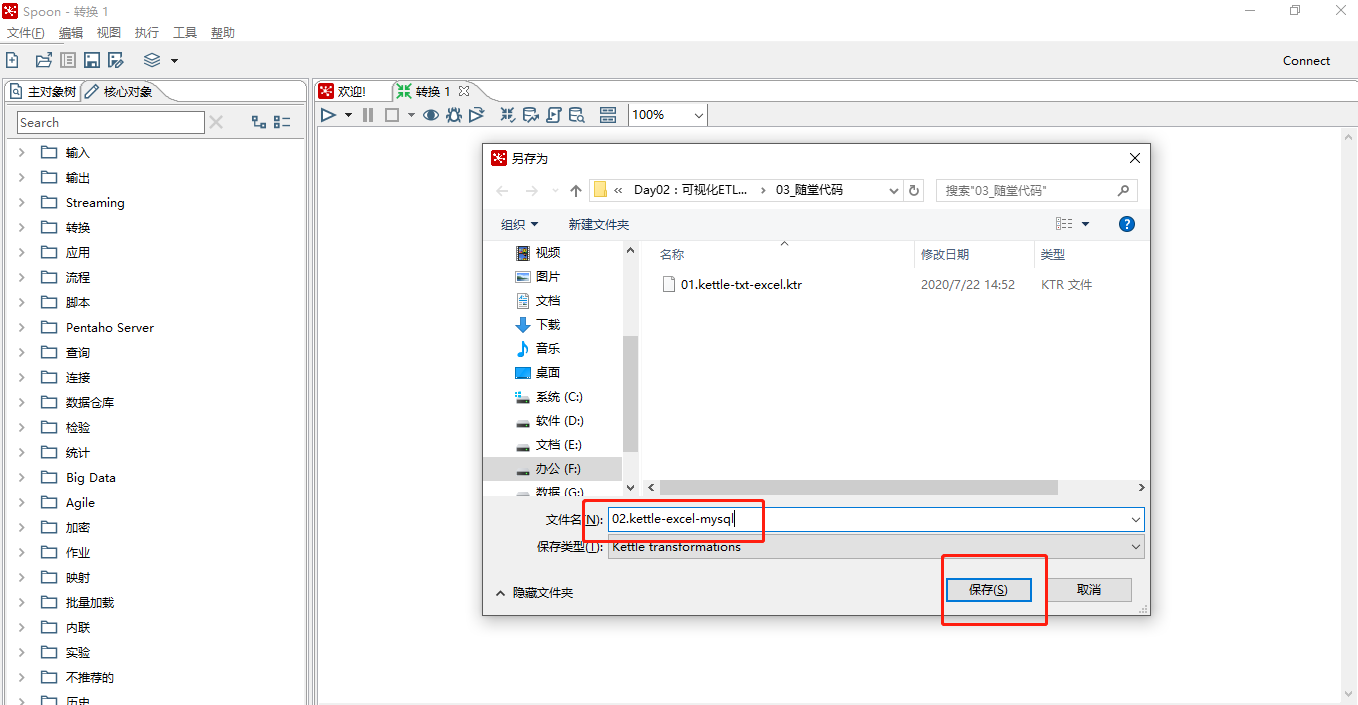 Spoon - 转换 1
文件(F) 编辑 视图 执行 工具 帮助
Connect
主对象树 核心对象
欢迎! 转换 1
Search
100%
输入
输出
Streaming
转换
应用
流程
脚本
Pentaho Server
查询
连接
数据仓库
检验
统计
Big Data
Agile
加密
作业
映射
批量加载
内联
实验
不推荐的
历史
另存为
« Day02：可视化ETL... › 03_随堂代码
搜索"03_随堂代码"
组织 新建文件夹
视频
图片
文档
下载
音乐
桌面
系统 (C:)
软件 (D:)
文档 (E:)
办公 (F:)
数据 (G:)
名称 修改日期 类型
01.kettle-txt-excel.ktr 2020/7/22 14:52 KTR 文件
文件名(N): 02.kettle-excel-mysql
保存类型(T): Kettle transformations
隐藏文件夹
保存(S) 取消